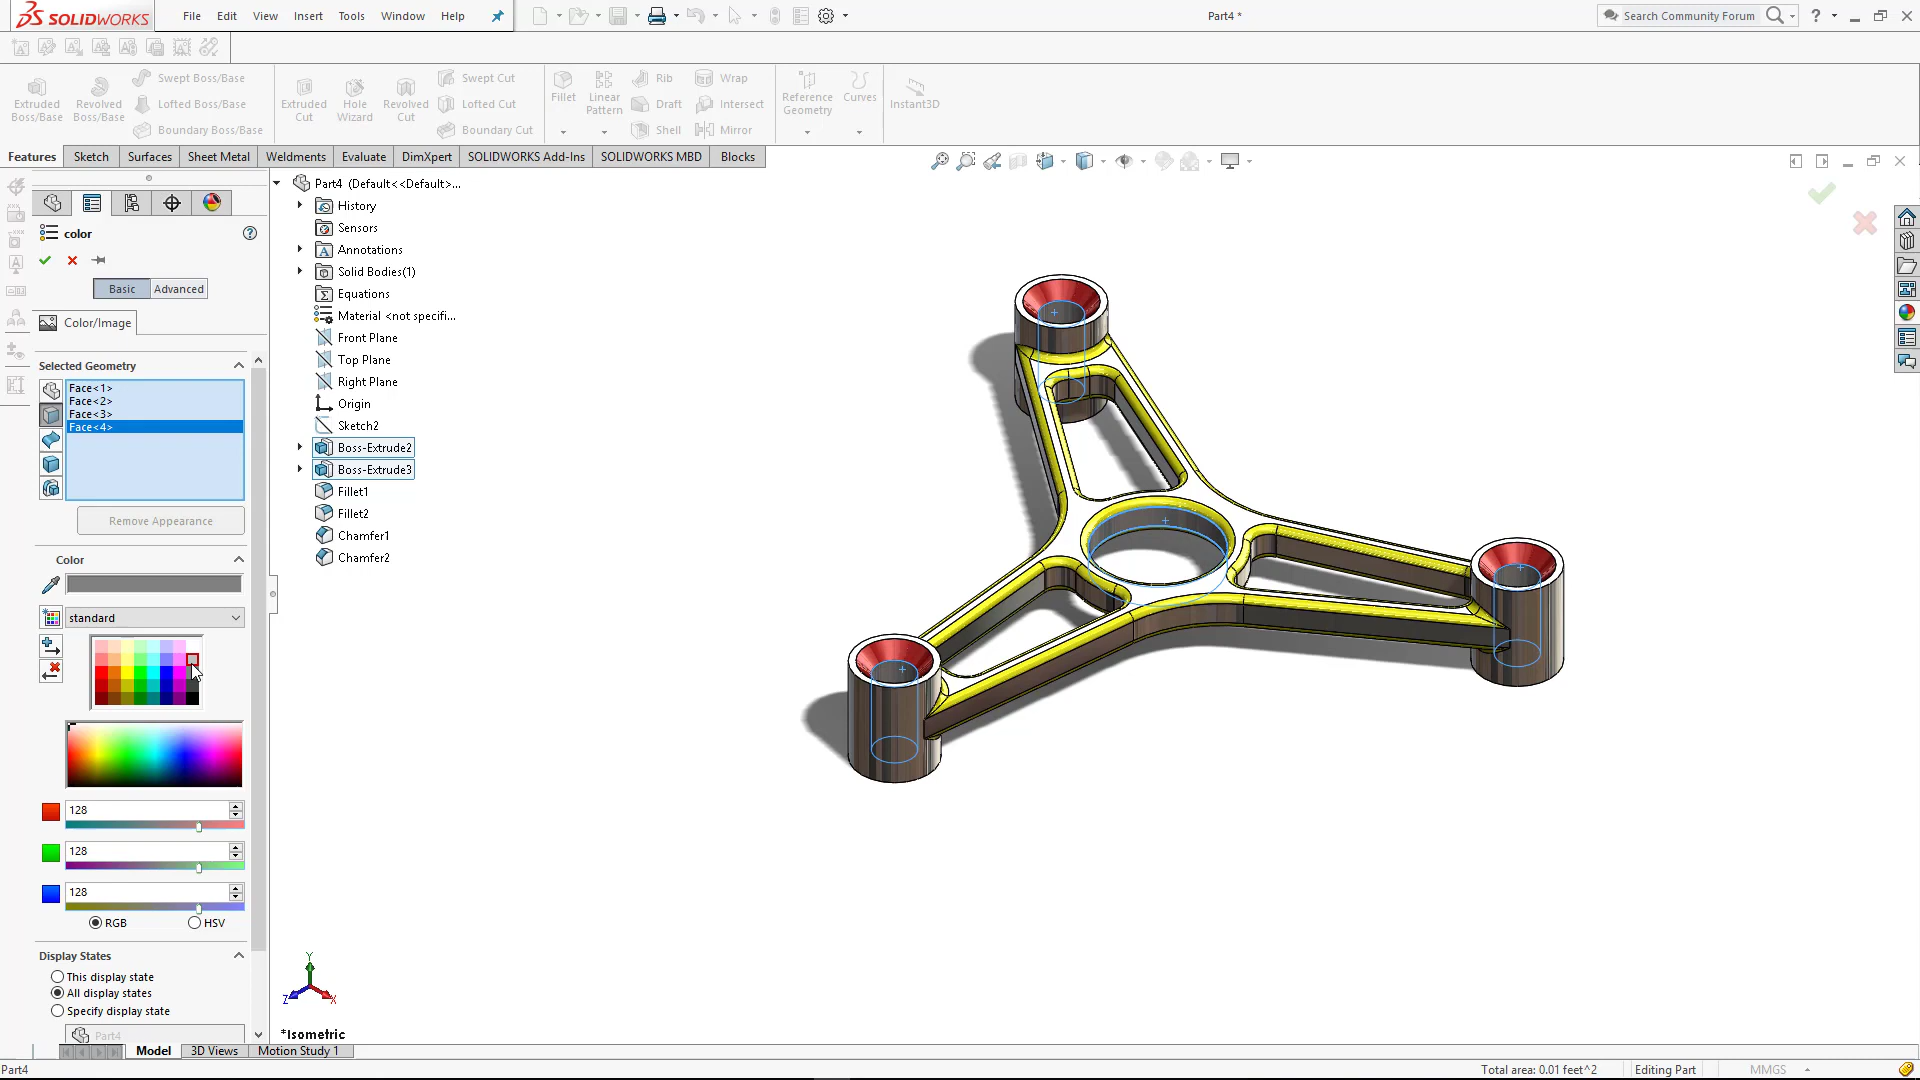 SOLIDWORKS File Edit View Insert Tools Window Help Part4 * Search Community Forum ?
Extruded Boss/Base Revolved Boss/Base Swept Boss/Base Lofted Boss/Base Boundary Boss/Base Extruded Cut Hole Wizard Revolved Cut Swept Cut Lofted Cut Boundary Cut Fillet Linear Pattern Rib Draft Shell Wrap Intersect Mirror Reference Geometry Curves Instant3D
Features Sketch Surfaces Sheet Metal Weldments Evaluate DimXpert SOLIDWORKS Add-Ins SOLIDWORKS MBD Blocks
color
Basic Advanced
Color/Image
Selected Geometry
Face<1>
Face<2>
Face<3>
Face<4>
Remove Appearance
Color
standard
128
128
128
RGB HSV
Display States
This display state
All display states
Specify display state
Part4
Part4 (Default<<Default>...
History
Sensors
Annotations
Solid Bodies(1)
Equations
Material <not specifi...
Front Plane
Top Plane
Right Plane
Origin
Sketch2
Boss-Extrude2
Boss-Extrude3
Fillet1
Fillet2
Chamfer1
Chamfer2
Y
Z X
*Isometric
Model 3D Views Motion Study 1
Part4 Total area: 0.01 feet^2 Editing Part MMGS